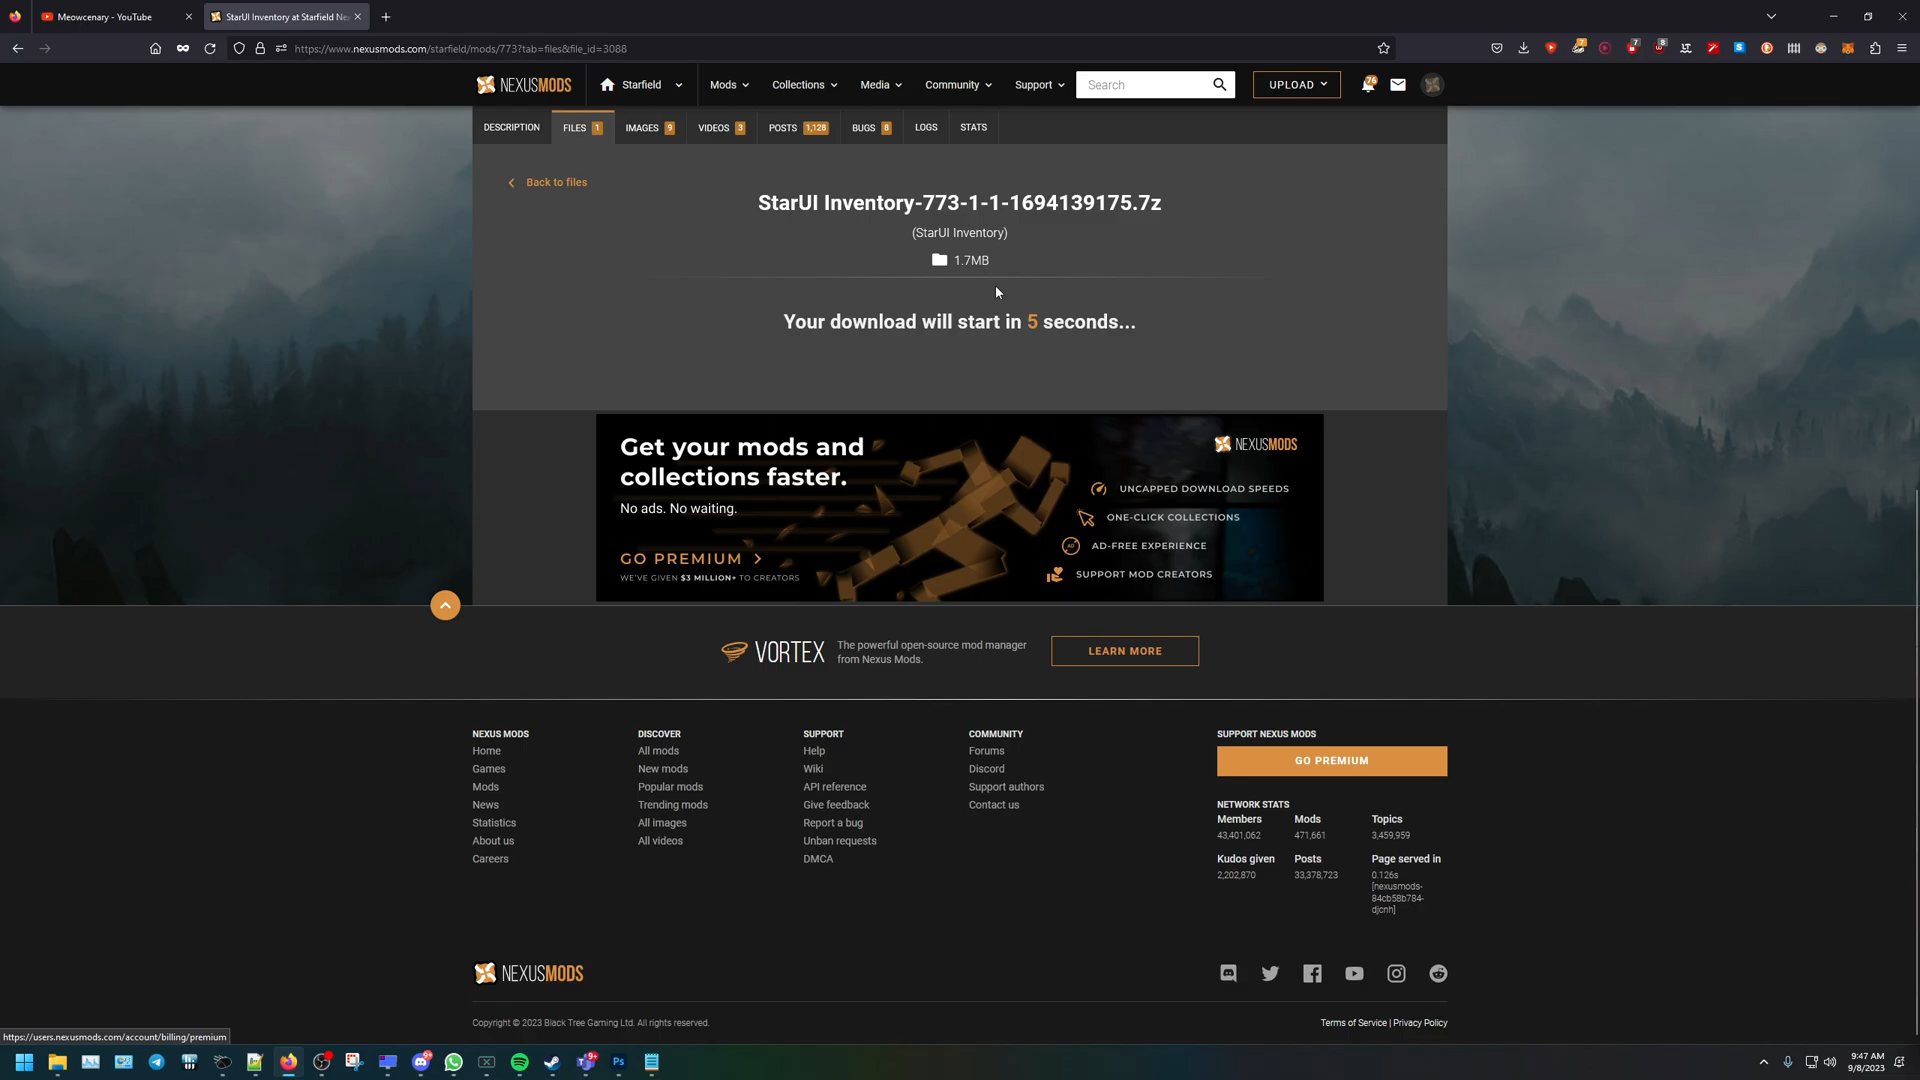 Meowcenary - YouTube
StarUI Inventory at Starfield Ne
https://www.nexusmods.com/starfield/mods/773?tab=files&file_id=3088
NEXUSMODS
Starfield
Mods
Collections
Media
Community
Support
Search
UPLOAD
76
DESCRIPTION
FILES 1
IMAGES 9
VIDEOS 3
POSTS 1,128
BUGS 8
LOGS
STATS
Back to files
StarUI Inventory-773-1-1-1694139175.7z
(StarUI Inventory)
1.7MB
Your download will start in 5 seconds...
Get your mods and
collections faster.
No ads. No waiting.
GO PREMIUM
WE'VE GIVEN $3 MILLION+ TO CREATORS
NEXUSMODS
UNCAPPED DOWNLOAD SPEEDS
ONE-CLICK COLLECTIONS
AD
AD-FREE EXPERIENCE
SUPPORT MOD CREATORS
VORTEX
The powerful open-source mod manager
from Nexus Mods.
LEARN MORE
NEXUS MODS
Home
Games
Mods
News
Statistics
About us
Careers
DISCOVER
All mods
New mods
Popular mods
Trending mods
All images
All videos
SUPPORT
Help
Wiki
API reference
Give feedback
Report a bug
Unban requests
DMCA
COMMUNITY
Forums
Discord
Support authors
Contact us
SUPPORT NEXUS MODS
GO PREMIUM
NETWORK STATS
Members
43,401,062
Mods
471,661
Topics
3,459,959
Kudos given
2,202,870
Posts
33,378,723
Page served in
0.126s
[nexusmods-
84cb58b784-
djcnh]
NEXUSMODS
Copyright © 2023 Black Tree Gaming Ltd. All rights reserved.
Terms of Service | Privacy Policy
https://users.nexusmods.com/account/billing/premium
9+
9+
Ps
9:47 AM
9/8/2023